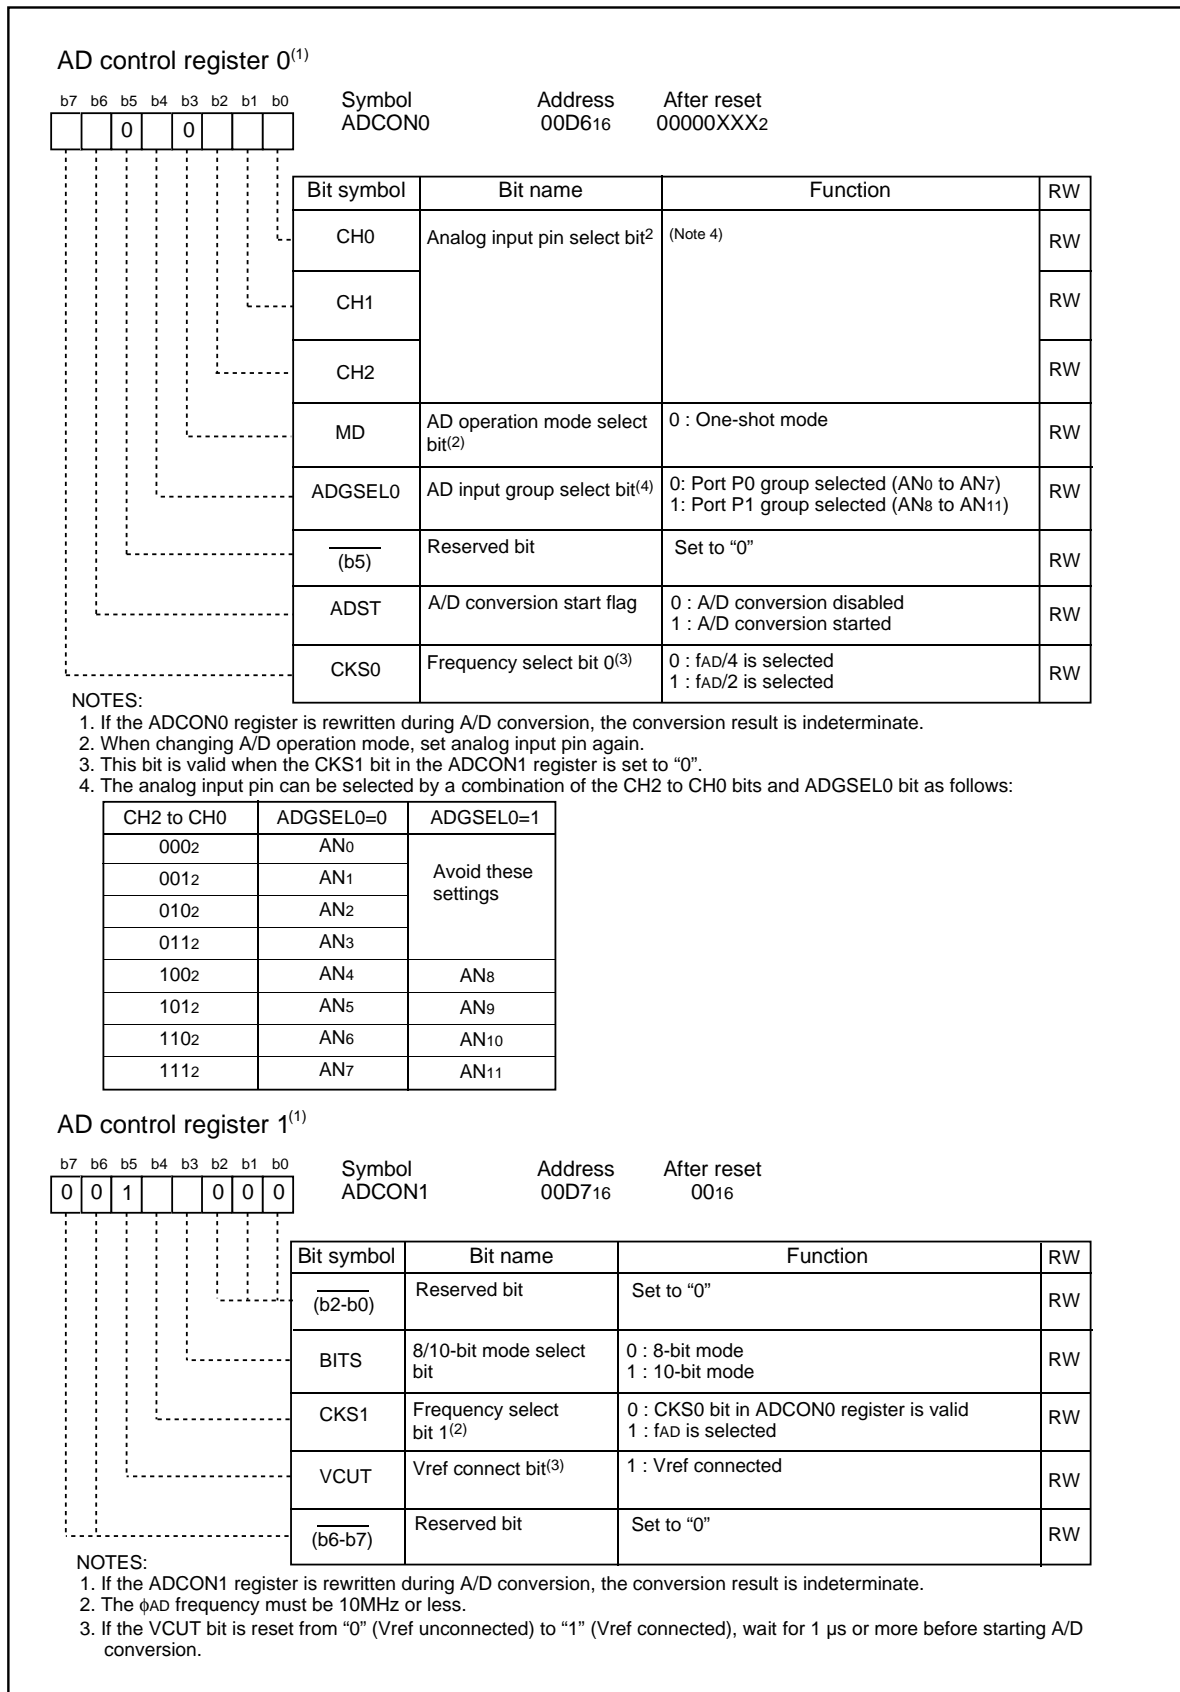 AD control register 0(1)
b7 b6 b5 b4 b3 b2 b1 b0
Symbol Address After reset
0 0
ADCON0 00D616 00000XXX2
Bit symbol Bit name Function RW
CH0 Analog input pin select bit2 (Note 4) RW
CH1 RW
CH2 RW
MD AD operation mode select bit(2) 0 : One-shot mode RW
ADGSEL0 AD input group select bit(4) 0: Port P0 group selected (AN0 to AN7)
1: Port P1 group selected (AN8 to AN11) RW
(b5) Reserved bit Set to “0” RW
ADST A/D conversion start flag 0 : A/D conversion disabled
1 : A/D conversion started RW
CKS0 Frequency select bit 0(3) 0 : fAD/4 is selected
1 : fAD/2 is selected RW
NOTES:
1. If the ADCON0 register is rewritten during A/D conversion, the conversion result is indeterminate.
2. When changing A/D operation mode, set analog input pin again.
3. This bit is valid when the CKS1 bit in the ADCON1 register is set to “0”.
4. The analog input pin can be selected by a combination of the CH2 to CH0 bits and ADGSEL0 bit as follows:
CH2 to CH0 ADGSEL0=0 ADGSEL0=1
0002 AN0
0012 AN1 Avoid these
settings
0102 AN2
0112 AN3
1002 AN4 AN8
1012 AN5 AN9
1102 AN6 AN10
1112 AN7 AN11
AD control register 1(1)
b7 b6 b5 b4 b3 b2 b1 b0
Symbol Address After reset
0 0 1 0 0 0
ADCON1 00D716 0016
Bit symbol Bit name Function RW
(b2-b0) Reserved bit Set to “0” RW
BITS 8/10-bit mode select bit 0 : 8-bit mode
1 : 10-bit mode RW
CKS1 Frequency select bit 1(2) 0 : CKS0 bit in ADCON0 register is valid
1 : fAD is selected RW
VCUT Vref connect bit(3) 1 : Vref connected RW
(b6-b7) Reserved bit Set to “0” RW
NOTES:
1. If the ADCON1 register is rewritten during A/D conversion, the conversion result is indeterminate.
2. The ϕAD frequency must be 10MHz or less.
3. If the VCUT bit is reset from “0” (Vref unconnected) to “1” (Vref connected), wait for 1 µs or more before starting A/D
conversion.